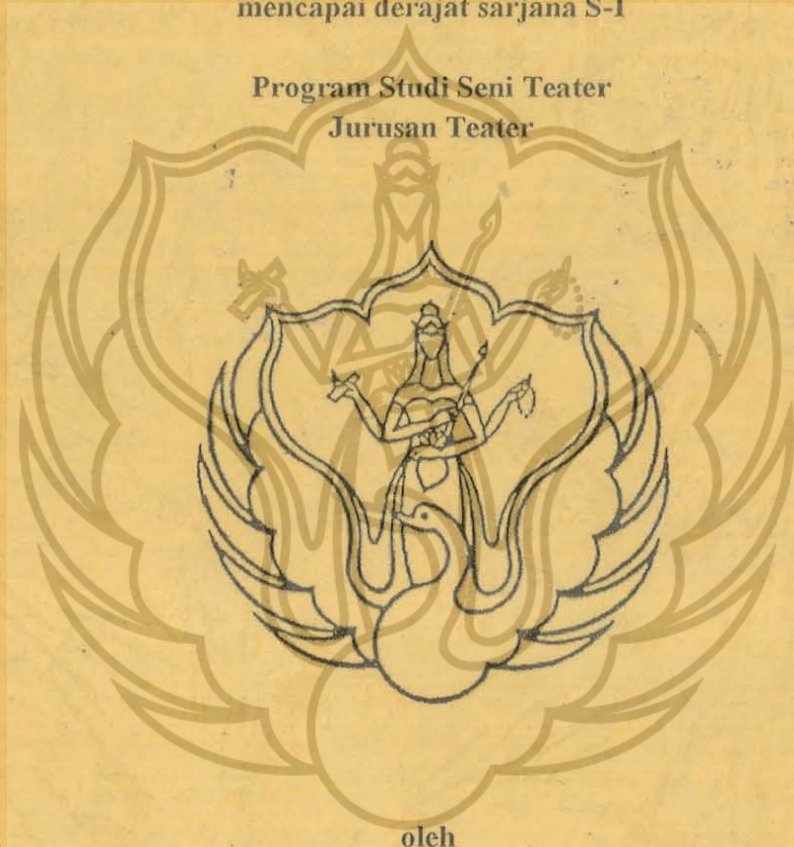 mencapai derajat sarjana S-1
Program Studi Seni Teater
Jurusan Teater
oleh